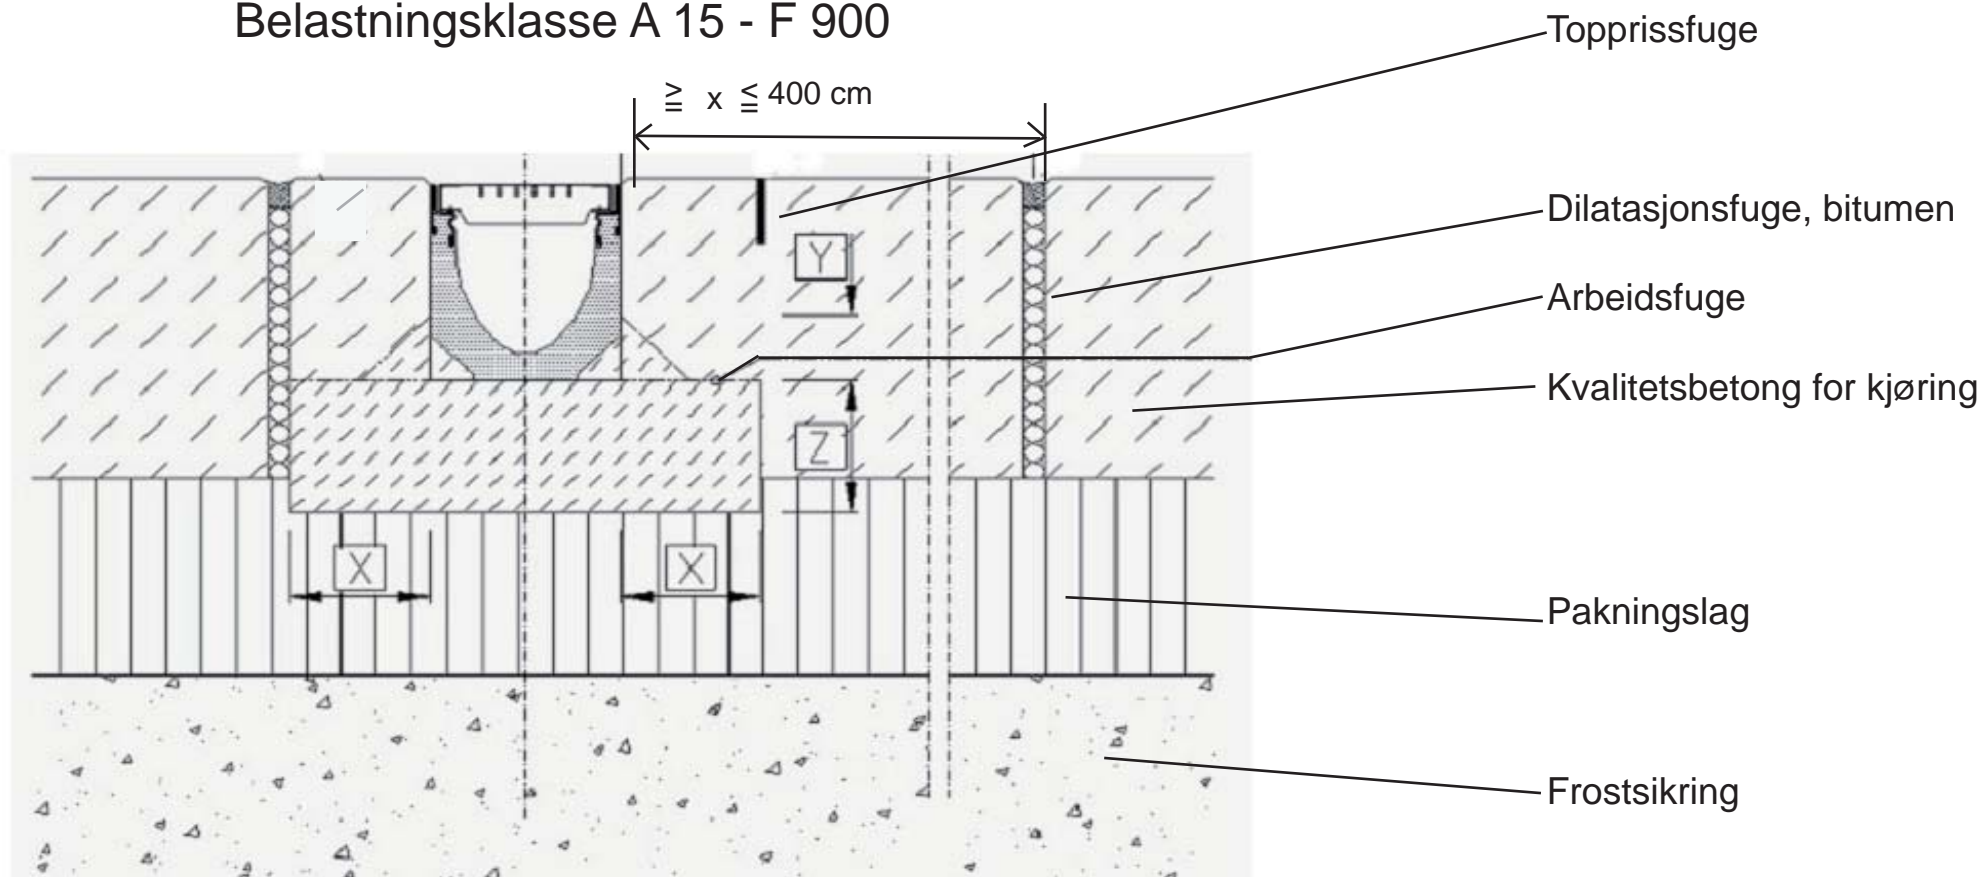 Belastningsklasse A 15 - F 900
Topprissfuge
≧ x ≦ 400 cm
Dilatasjonsfuge, bitumen
Y
Arbeidsfuge
Kvalitetsbetong for kjøring
Z
X X
Pakningslag
Frostsikring